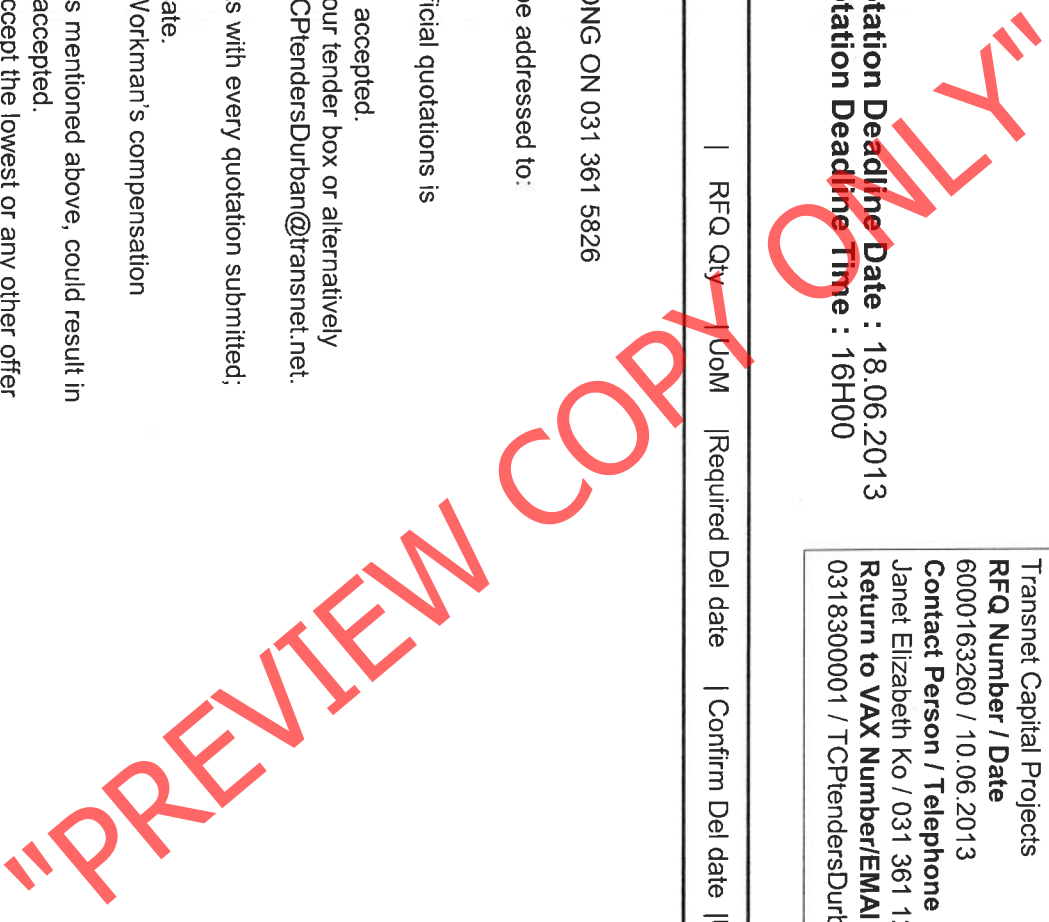 Transnet Capital Projects
RFQ Number / Date
6000163260 / 10.06.2013
Contact Person / Telephone
Janet Elizabeth Ko / 031 361
Return to VAX Number/EMAI
0318300001 / TCPtendersDurb
tation Deadline Date : 18.06.2013
tation Deadline Time : 16H00
| RFQ Qty | UoM |Required Del date | Confirm Del date |
ONG ON 031 361 5826
be addressed to:
ficial quotations is
accepted.
our tender box or alternatively
CPtendersDurban@transnet.net.
s with every quotation submitted;
ate.
Workman's compensation
s mentioned above, could result in
accepted.
ccept the lowest or any other offer
"PREVIEW COPY ONLY"